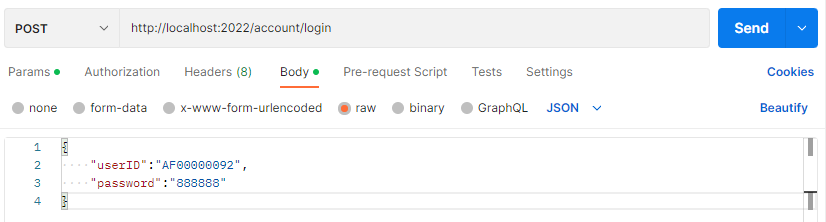 POST http://localhost:2022/account/login Send
Params Authorization Headers (8) Body Pre-request Script Tests Settings Cookies
none form-data x-www-form-urlencoded raw binary GraphQL JSON Beautify
1 {
2 "userID":"AF00000092",
3 "password":"888888"
4 }